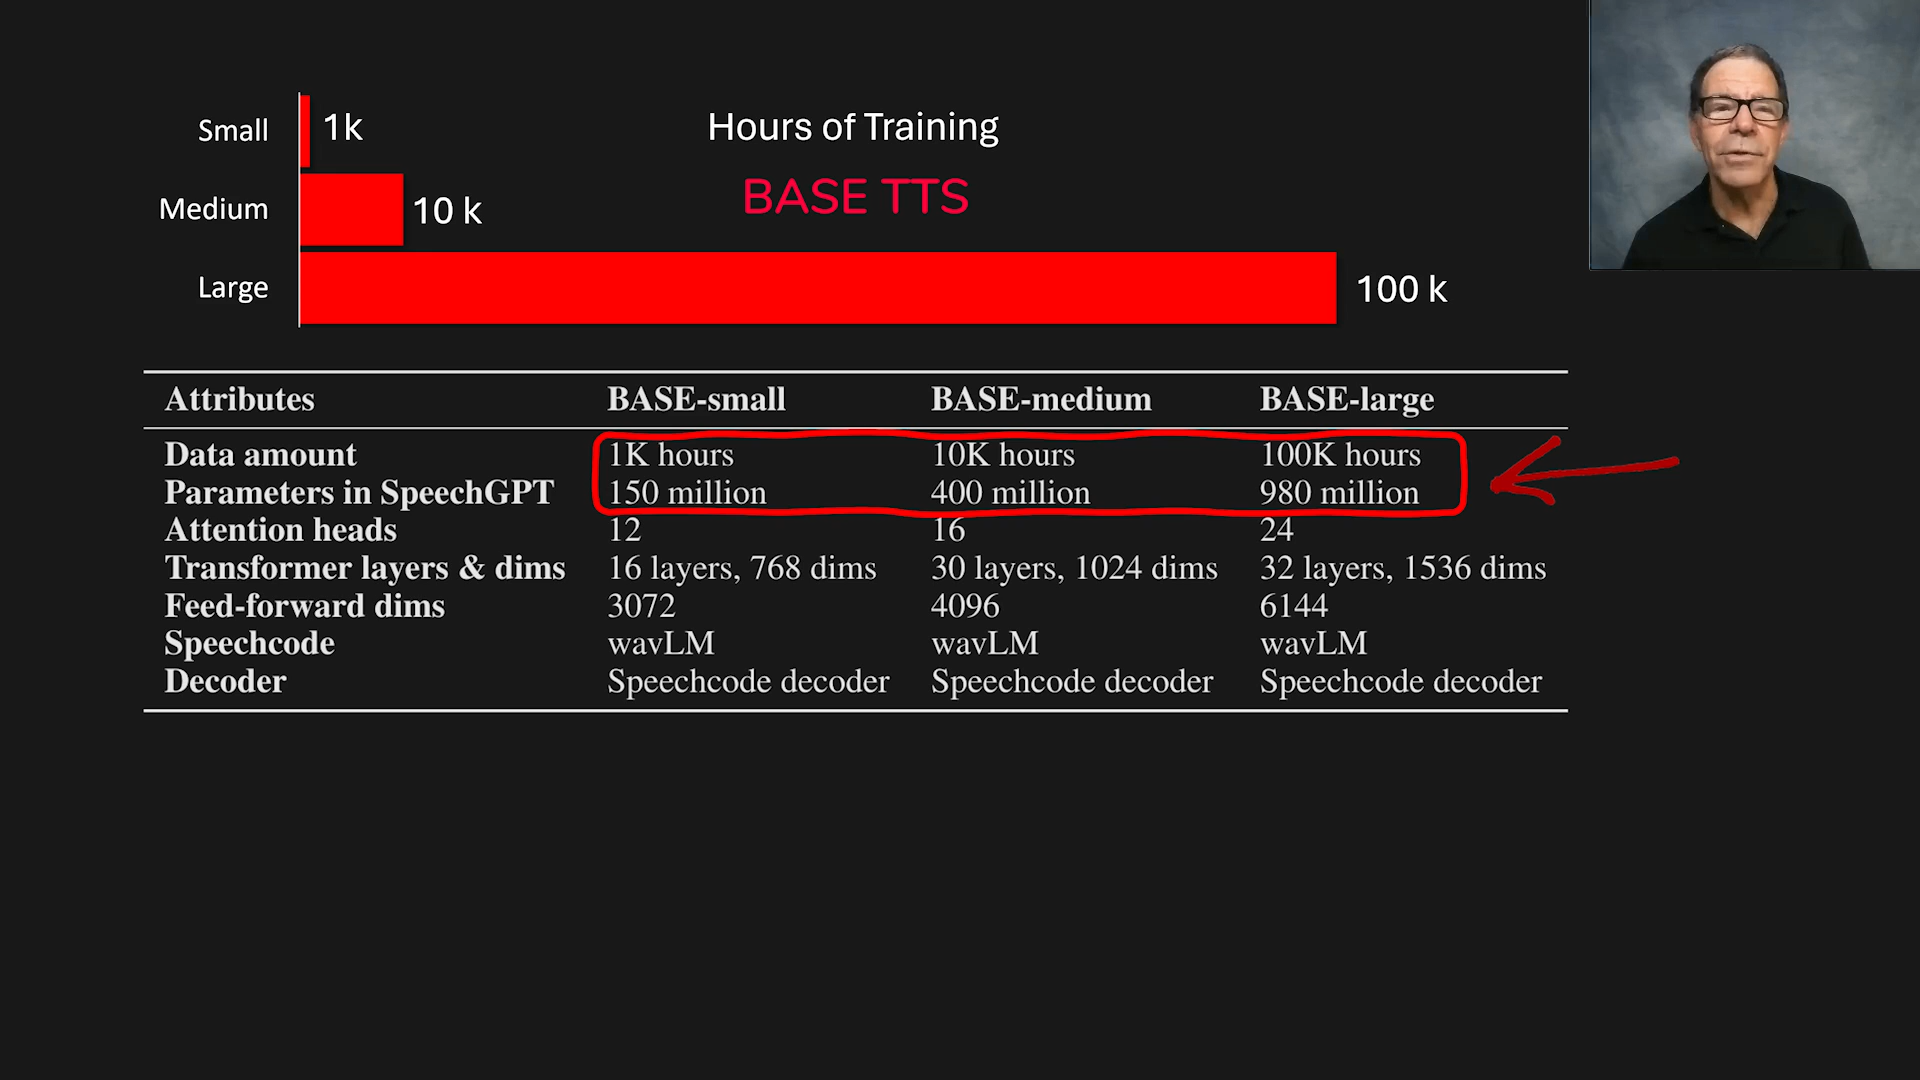 Small 1k
Hours of Training
BASE TTS
Medium 10 k
Large 100 k
Attributes BASE-small BASE-medium BASE-large
Data amount 1K hours 10K hours 100K hours
Parameters in SpeechGPT 150 million 400 million 980 million
Attention heads 12 16 24
Transformer layers & dims 16 layers, 768 dims 30 layers, 1024 dims 32 layers, 1536 dims
Feed-forward dims 3072 4096 6144
Speechcode wavLM wavLM wavLM
Decoder Speechcode decoder Speechcode decoder Speechcode decoder